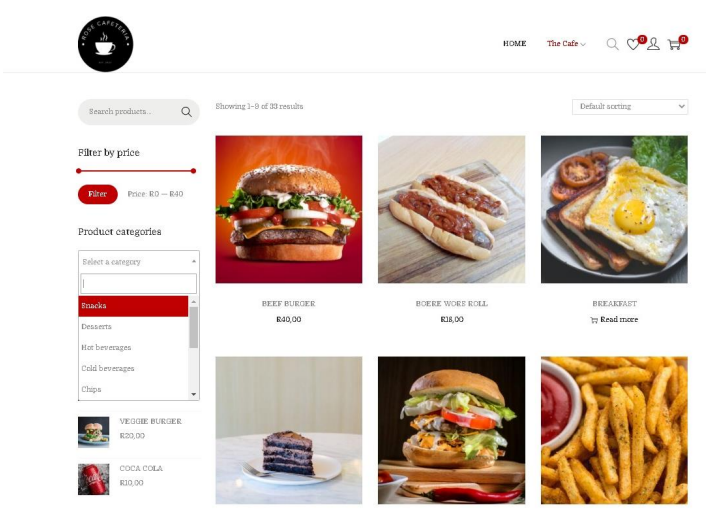 ROSE CAFETERIA
HOME
The Cafe
0
0
Search products...
Showing 1–9 of 33 results
Default sorting
Filter by price
Filter
Price: R0 — R40
Product categories
Select a category
Snacks
Desserts
Hot beverages
Cold beverages
Chips
BEEF BURGER
R40,00
BOERE WORS ROLL
R18,00
BREAKFAST
Read more
VEGGIE BURGER
R20,00
COCA COLA
R10,00